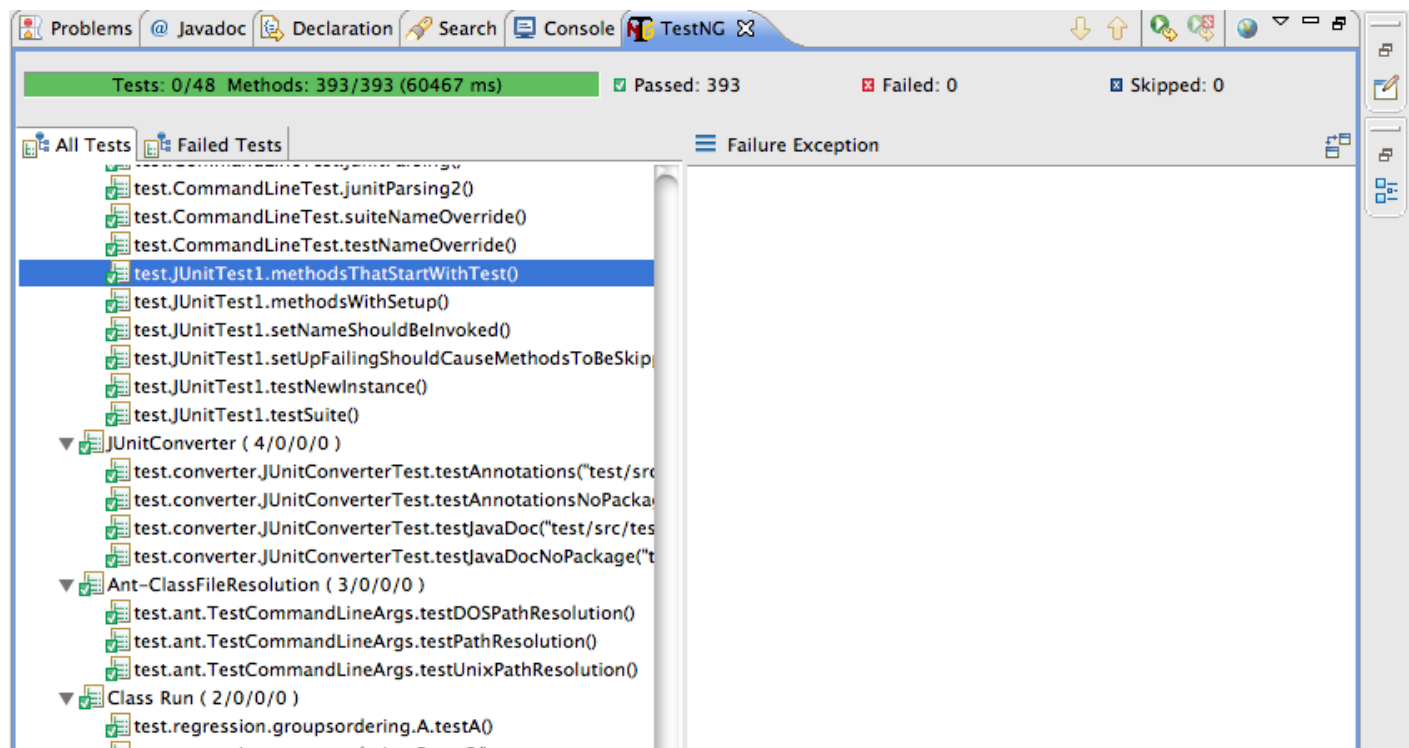 Problems @ Javadoc Declaration Search Console TestNG
Tests: 0/48 Methods: 393/393 (60467 ms) Passed: 393 Failed: 0 Skipped: 0
All Tests Failed Tests Failure Exception
test.CommandLineTest.junitParsing()
test.CommandLineTest.junitParsing2()
test.CommandLineTest.suiteNameOverride()
test.CommandLineTest.testNameOverride()
test.JUnitTest1.methodsThatStartWithTest()
test.JUnitTest1.methodsWithSetup()
test.JUnitTest1.setNameShouldBeInvoked()
test.JUnitTest1.setUpFailingShouldCauseMethodsToBeSkip
test.JUnitTest1.testNewInstance()
test.JUnitTest1.testSuite()
JUnitConverter ( 4/0/0/0 )
test.converter.JUnitConverterTest.testAnnotations("test/src
test.converter.JUnitConverterTest.testAnnotationsNoPacka
test.converter.JUnitConverterTest.testJavaDoc("test/src/tes
test.converter.JUnitConverterTest.testJavaDocNoPackage("t
Ant-ClassFileResolution ( 3/0/0/0 )
test.ant.TestCommandLineArgs.testDOSPathResolution()
test.ant.TestCommandLineArgs.testPathResolution()
test.ant.TestCommandLineArgs.testUnixPathResolution()
Class Run ( 2/0/0/0 )
test.regression.groupsordering.A.testA()